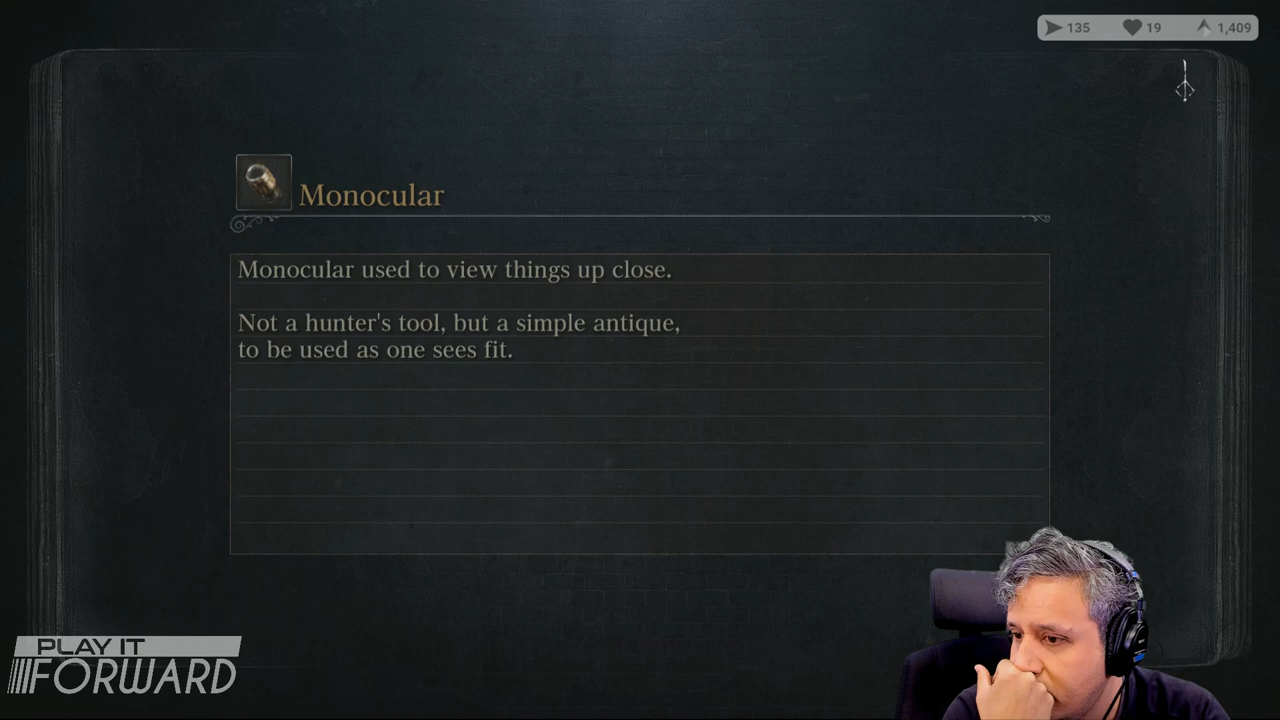 135 19 1,409
Monocular
Monocular used to view things up close.
Not a hunter's tool, but a simple antique,
to be used as one sees fit.
PLAY IT
FORWARD